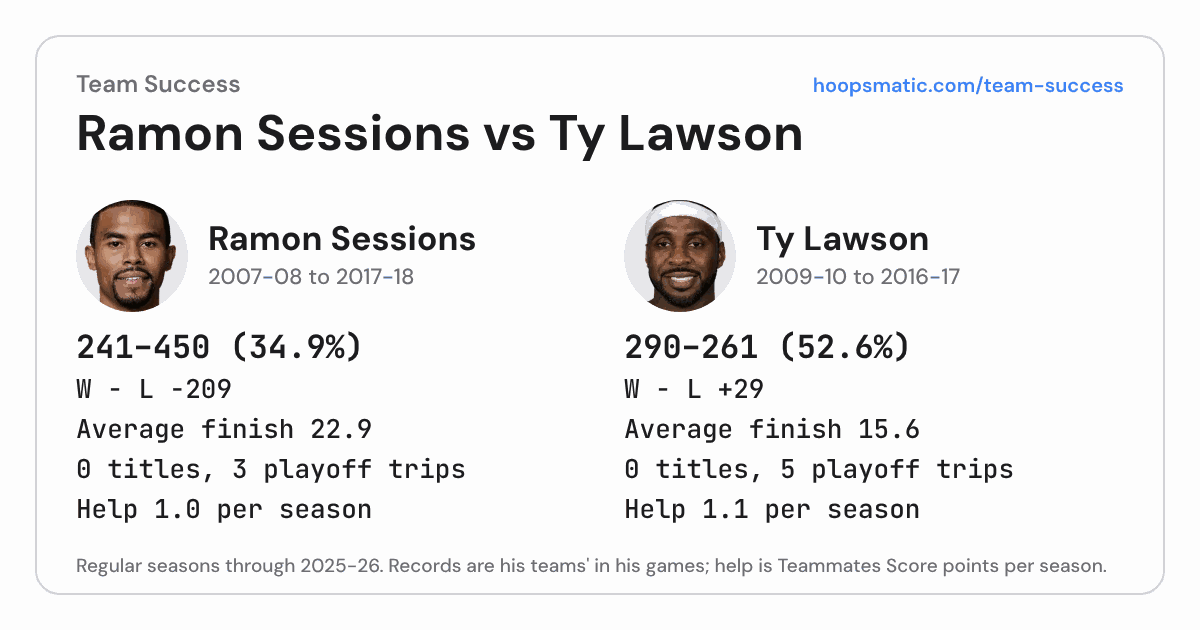 Team Success
hoopsmatic.com/team-success
Ramon Sessions vs Ty Lawson
Ramon Sessions
2007–08 to 2017–18
241–450 (34.9%)
W - L -209
Average finish 22.9
0 titles, 3 playoff trips
Help 1.0 per season
Ty Lawson
2009–10 to 2016–17
290–261 (52.6%)
W - L +29
Average finish 15.6
0 titles, 5 playoff trips
Help 1.1 per season
Regular seasons through 2025-26. Records are his teams' in his games; help is Teammates Score points per season.